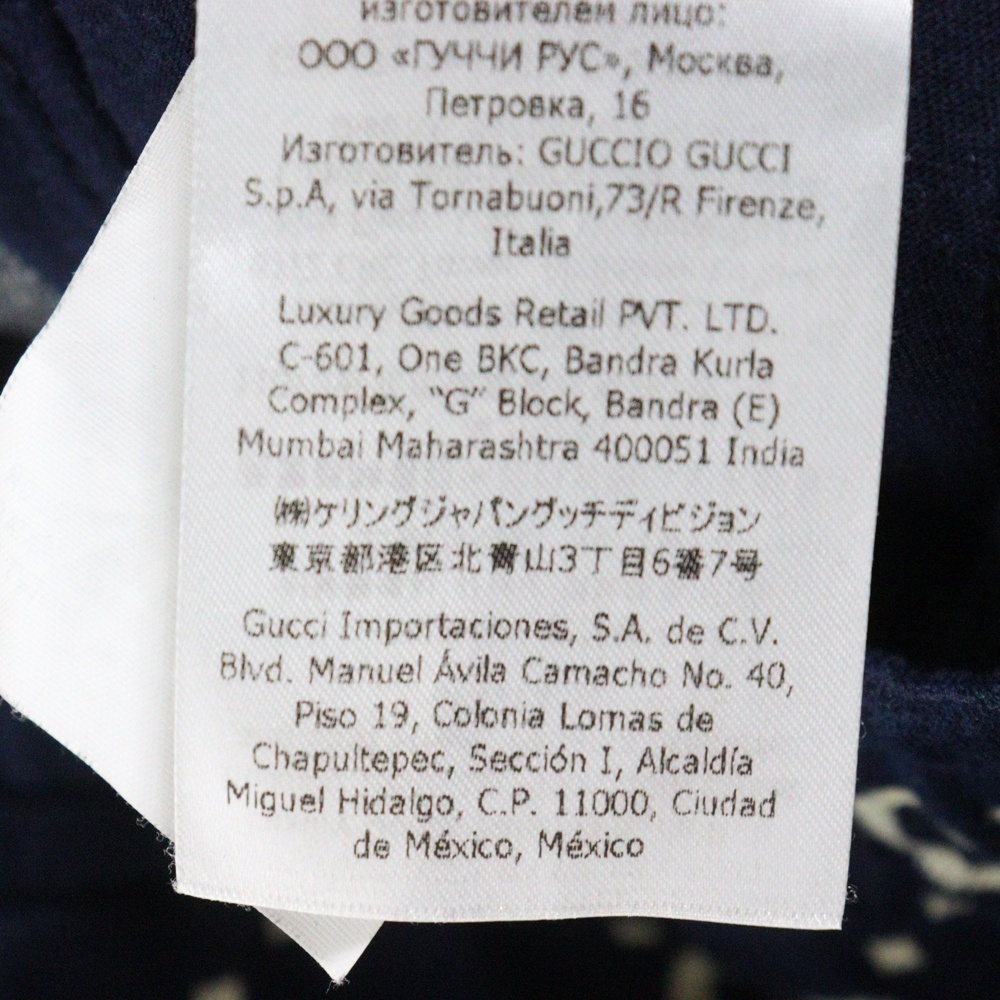 изготовителем лицо:
ООО «ГУЧЧИ РУС», Москва,
Петровка, 16
Изготовитель: GUCCIO GUCCI
S.p.A, via Tornabuoni,73/R Firenze,
Italia
Luxury Goods Retail PVT. LTD.
C-601, One BKC, Bandra Kurla
Complex, "G" Block, Bandra (E)
Mumbai Maharashtra 400051 India
㈱ケリングジャパングッチディビジョン
東京都港区北青山3丁目6番7号
Gucci Importaciones, S.A. de C.V.
Blvd. Manuel Ávila Camacho No. 40,
Piso 19, Colonia Lomas de
Chapultepec, Sección I, Alcaldía
Miguel Hidalgo, C.P. 11000, Ciudad
de México, México